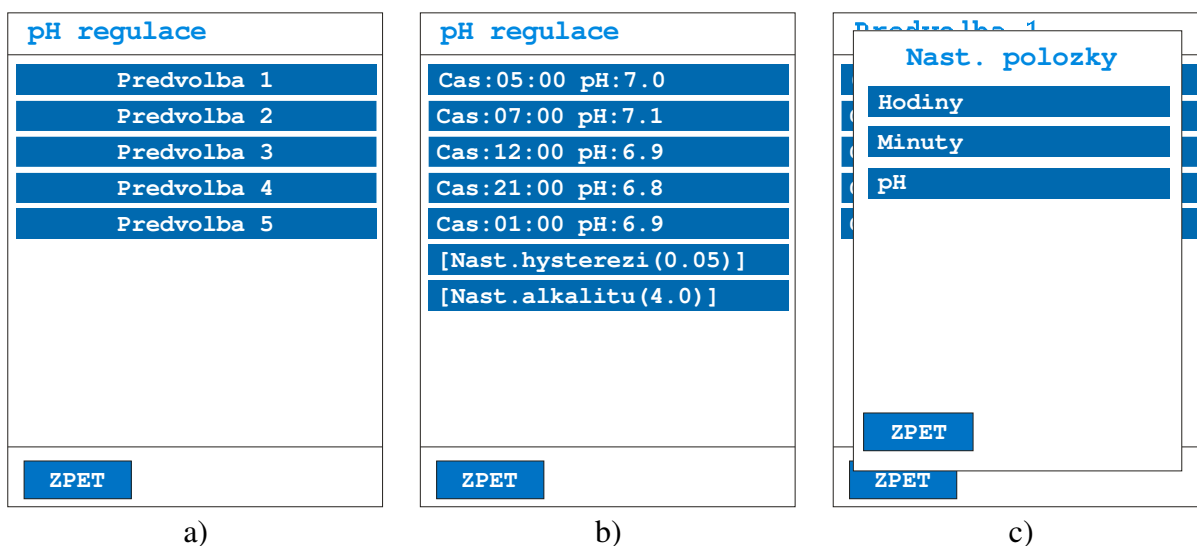 pH regulace
Predvolba 1
Predvolba 2
Predvolba 3
Predvolba 4
Predvolba 5
ZPET
a)
pH regulace
Cas:05:00 pH:7.0
Cas:07:00 pH:7.1
Cas:12:00 pH:6.9
Cas:21:00 pH:6.8
Cas:01:00 pH:6.9
[Nast.hysterezi(0.05)]
[Nast.alkalitu(4.0)]
ZPET
b)
Predvolba 1
Nast. polozky
Hodiny
Minuty
pH
ZPET
ZPET
c)